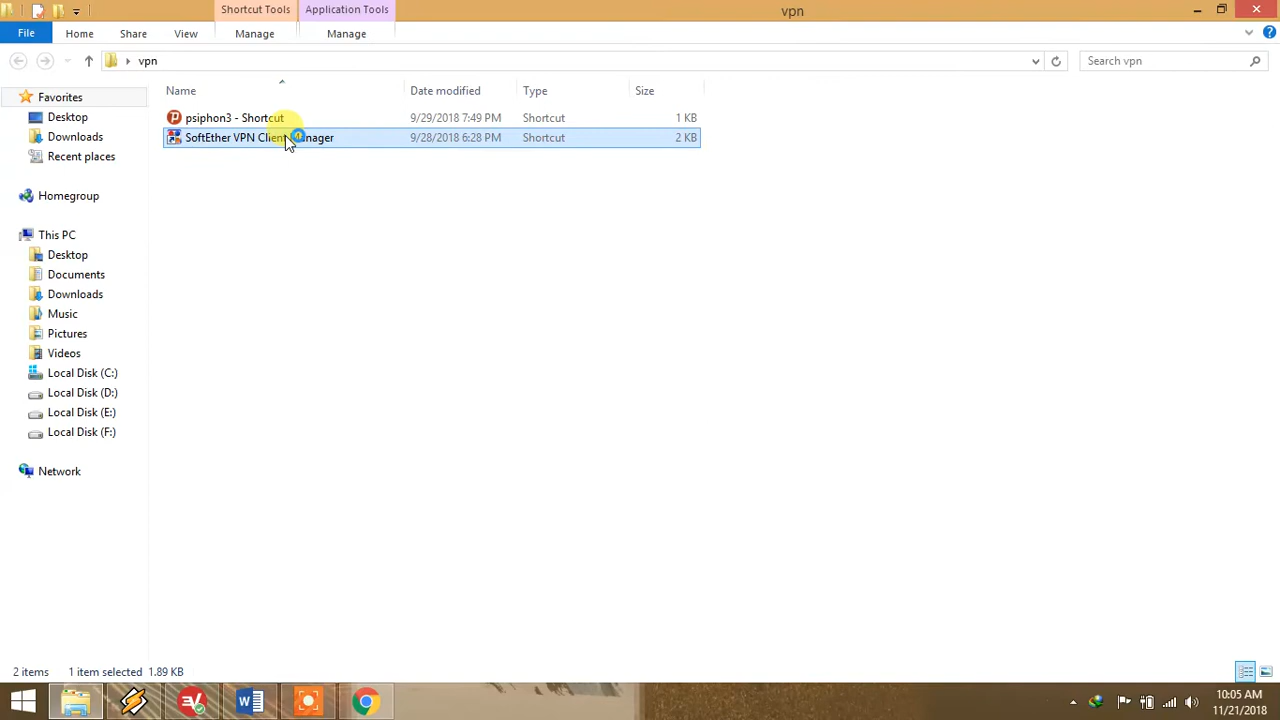 Shortcut Tools
Application Tools
vpn
File
Home
Share
View
Manage
Manage
vpn
Search vpn
Name
Date modified
Type
Size
Favorites
Desktop
Downloads
Recent places
Homegroup
This PC
Desktop
Documents
Downloads
Music
Pictures
Videos
Local Disk (C:)
Local Disk (D:)
Local Disk (E:)
Local Disk (F:)
Network
psiphon3 - Shortcut 9/29/2018 7:49 PM Shortcut 1 KB
SoftEther VPN Client Manager 9/28/2018 6:28 PM Shortcut 2 KB
2 items 1 item selected 1.89 KB
10:05 AM
11/21/2018